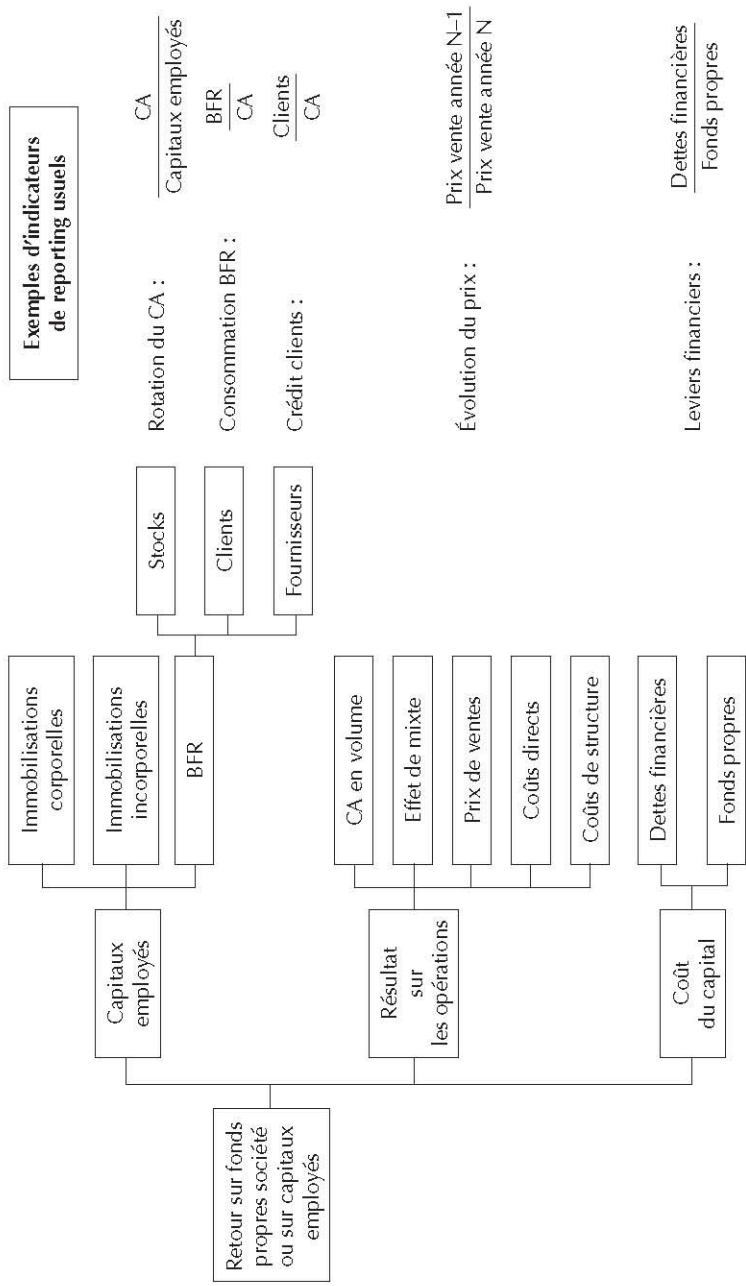 Exemples d'indicateurs
de reporting usuels
Retour sur fonds
propres société
ou sur capitaux
employés
Capitaux
employés
Immobilisations
corporelles
Immobilisations
incorporelles
BFR
Stocks
Clients
Fournisseurs
Rotation du CA :
CA
Capitaux employés
Consommation BFR :
BFR
CA
Crédit clients :
Clients
CA
Résultat
sur
les opérations
CA en volume
Effet de mixte
Prix de ventes
Coûts directs
Coûts de structure
Évolution du prix :
Prix vente année N–1
Prix vente année N
Coût
du capital
Dettes financières
Fonds propres
Leviers financiers :
Dettes financières
Fonds propres